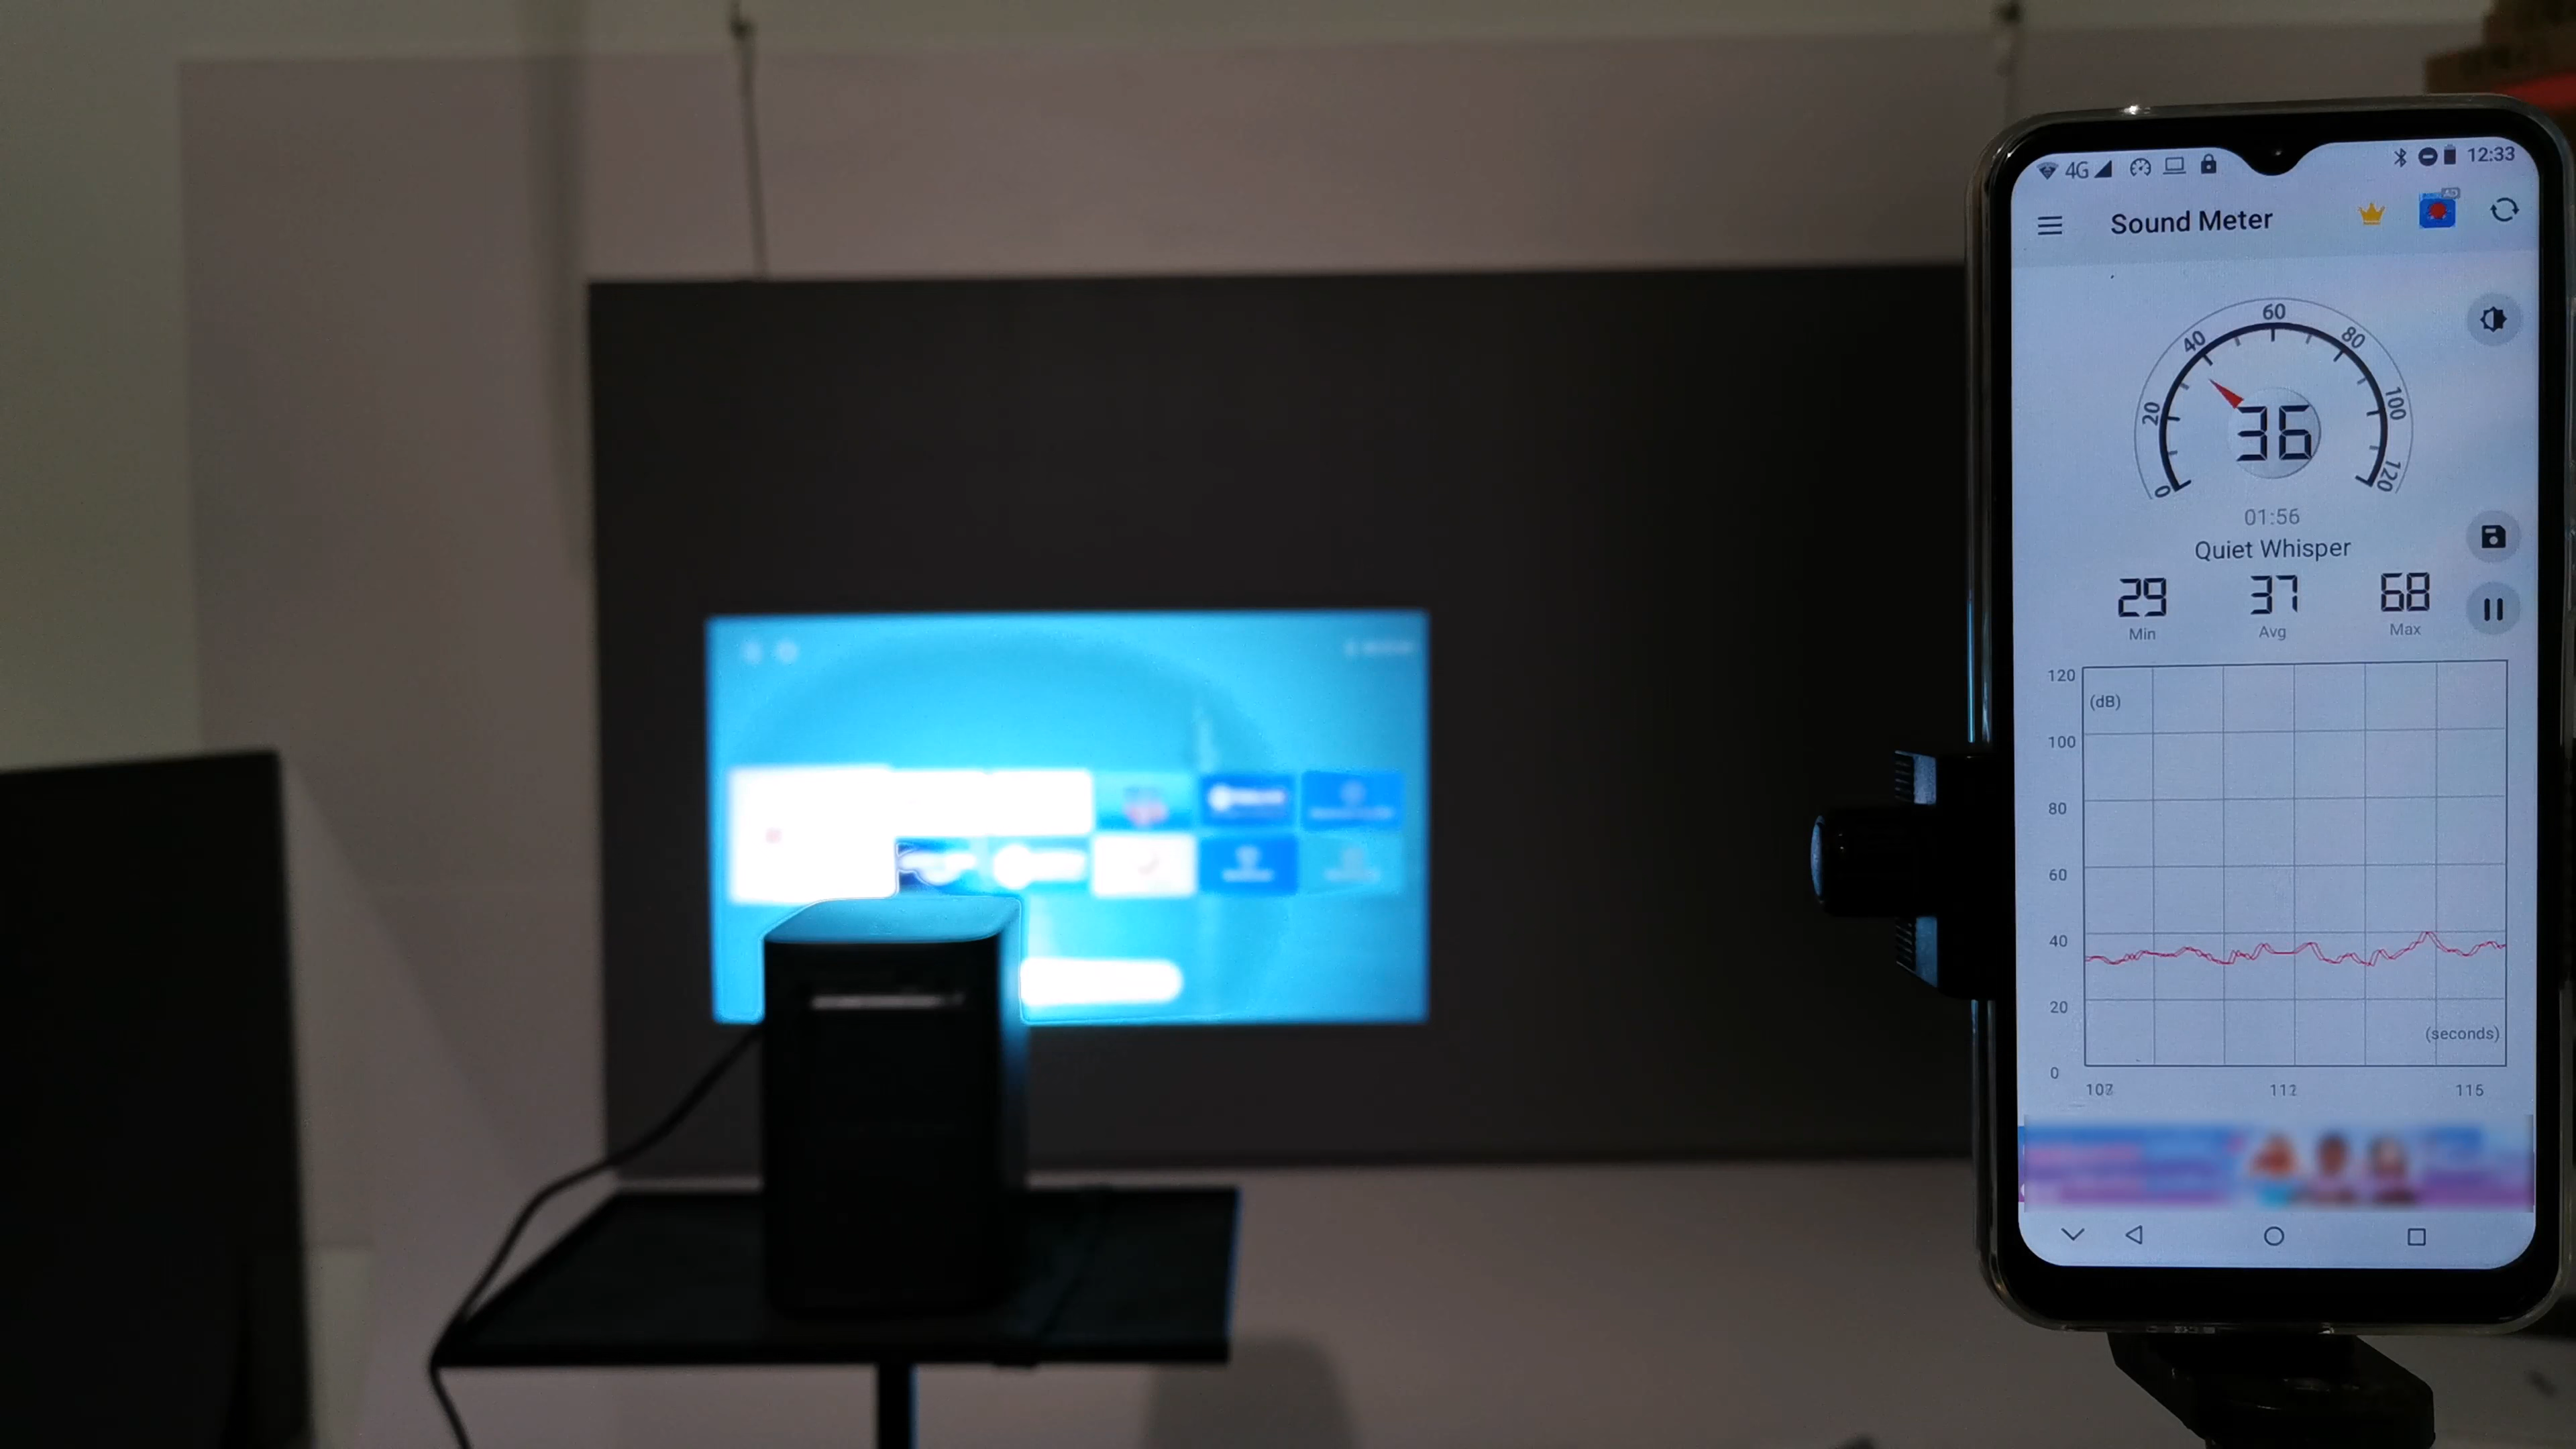 4G 12:33
Sound Meter
0 20 40 60 80 100 120
36
01:56
Quiet Whisper
29 37 68
Min Avg Max
120
(dB)
100
80
60
40
20
(seconds)
0
112 115